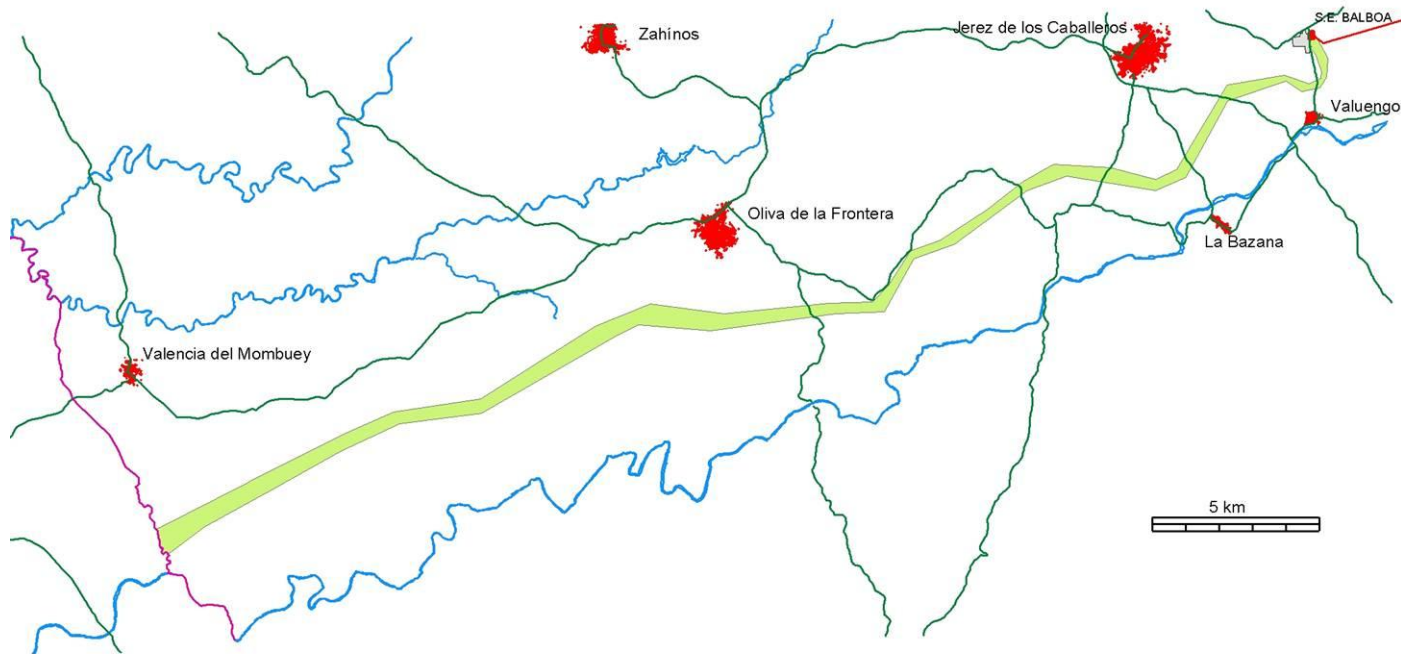 S.E. BALBOA
Zahínos
Jerez de los Caballeros
Valuengo
Oliva de la Frontera
La Bazana
Valencia del Mombuey
5 km